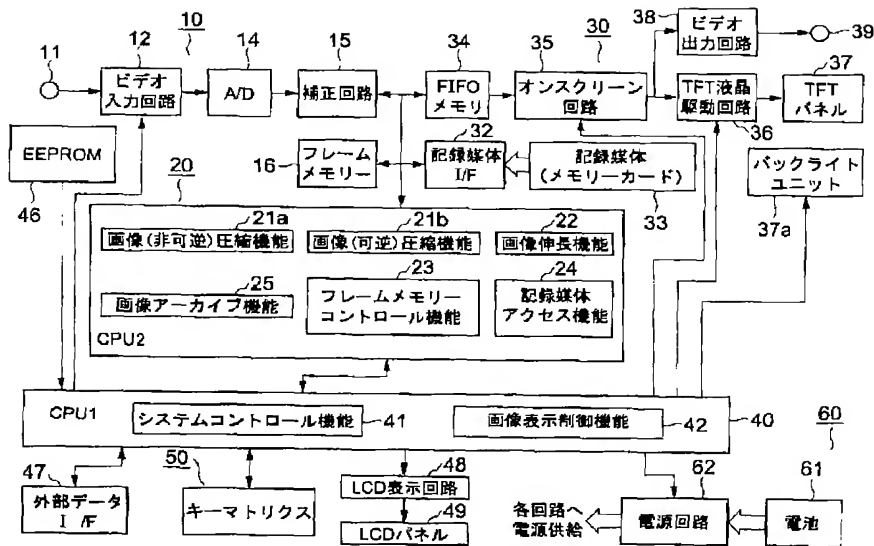 11
12
10
14
15
34
35
30
38
39
37
ビデオ
入力回路
A/D
補正回路
FIFO
メモリ
オンスクリーン
回路
ビデオ
出力回路
TFT液晶
駆動回路
36
TFT
パネル
EEPROM
46
16
フレーム
メモリー
32
記録媒体
I/F
記録媒体
(メモリーカード)
33
バックライト
ユニット
37a
20
21a
21b
22
画像(非可逆)圧縮機能
画像(可逆)圧縮機能
画像伸長機能
25
23
24
画像アーカイブ機能
フレームメモリー
コントロール機能
記録媒体
アクセス機能
CPU2
CPU1
システムコントロール機能
41
画像表示制御機能
42
40
60
47
外部データ
I/F
50
キーマトリクス
48
LCD表示回路
49
LCDパネル
各回路へ
電源供給
62
電源回路
61
電池